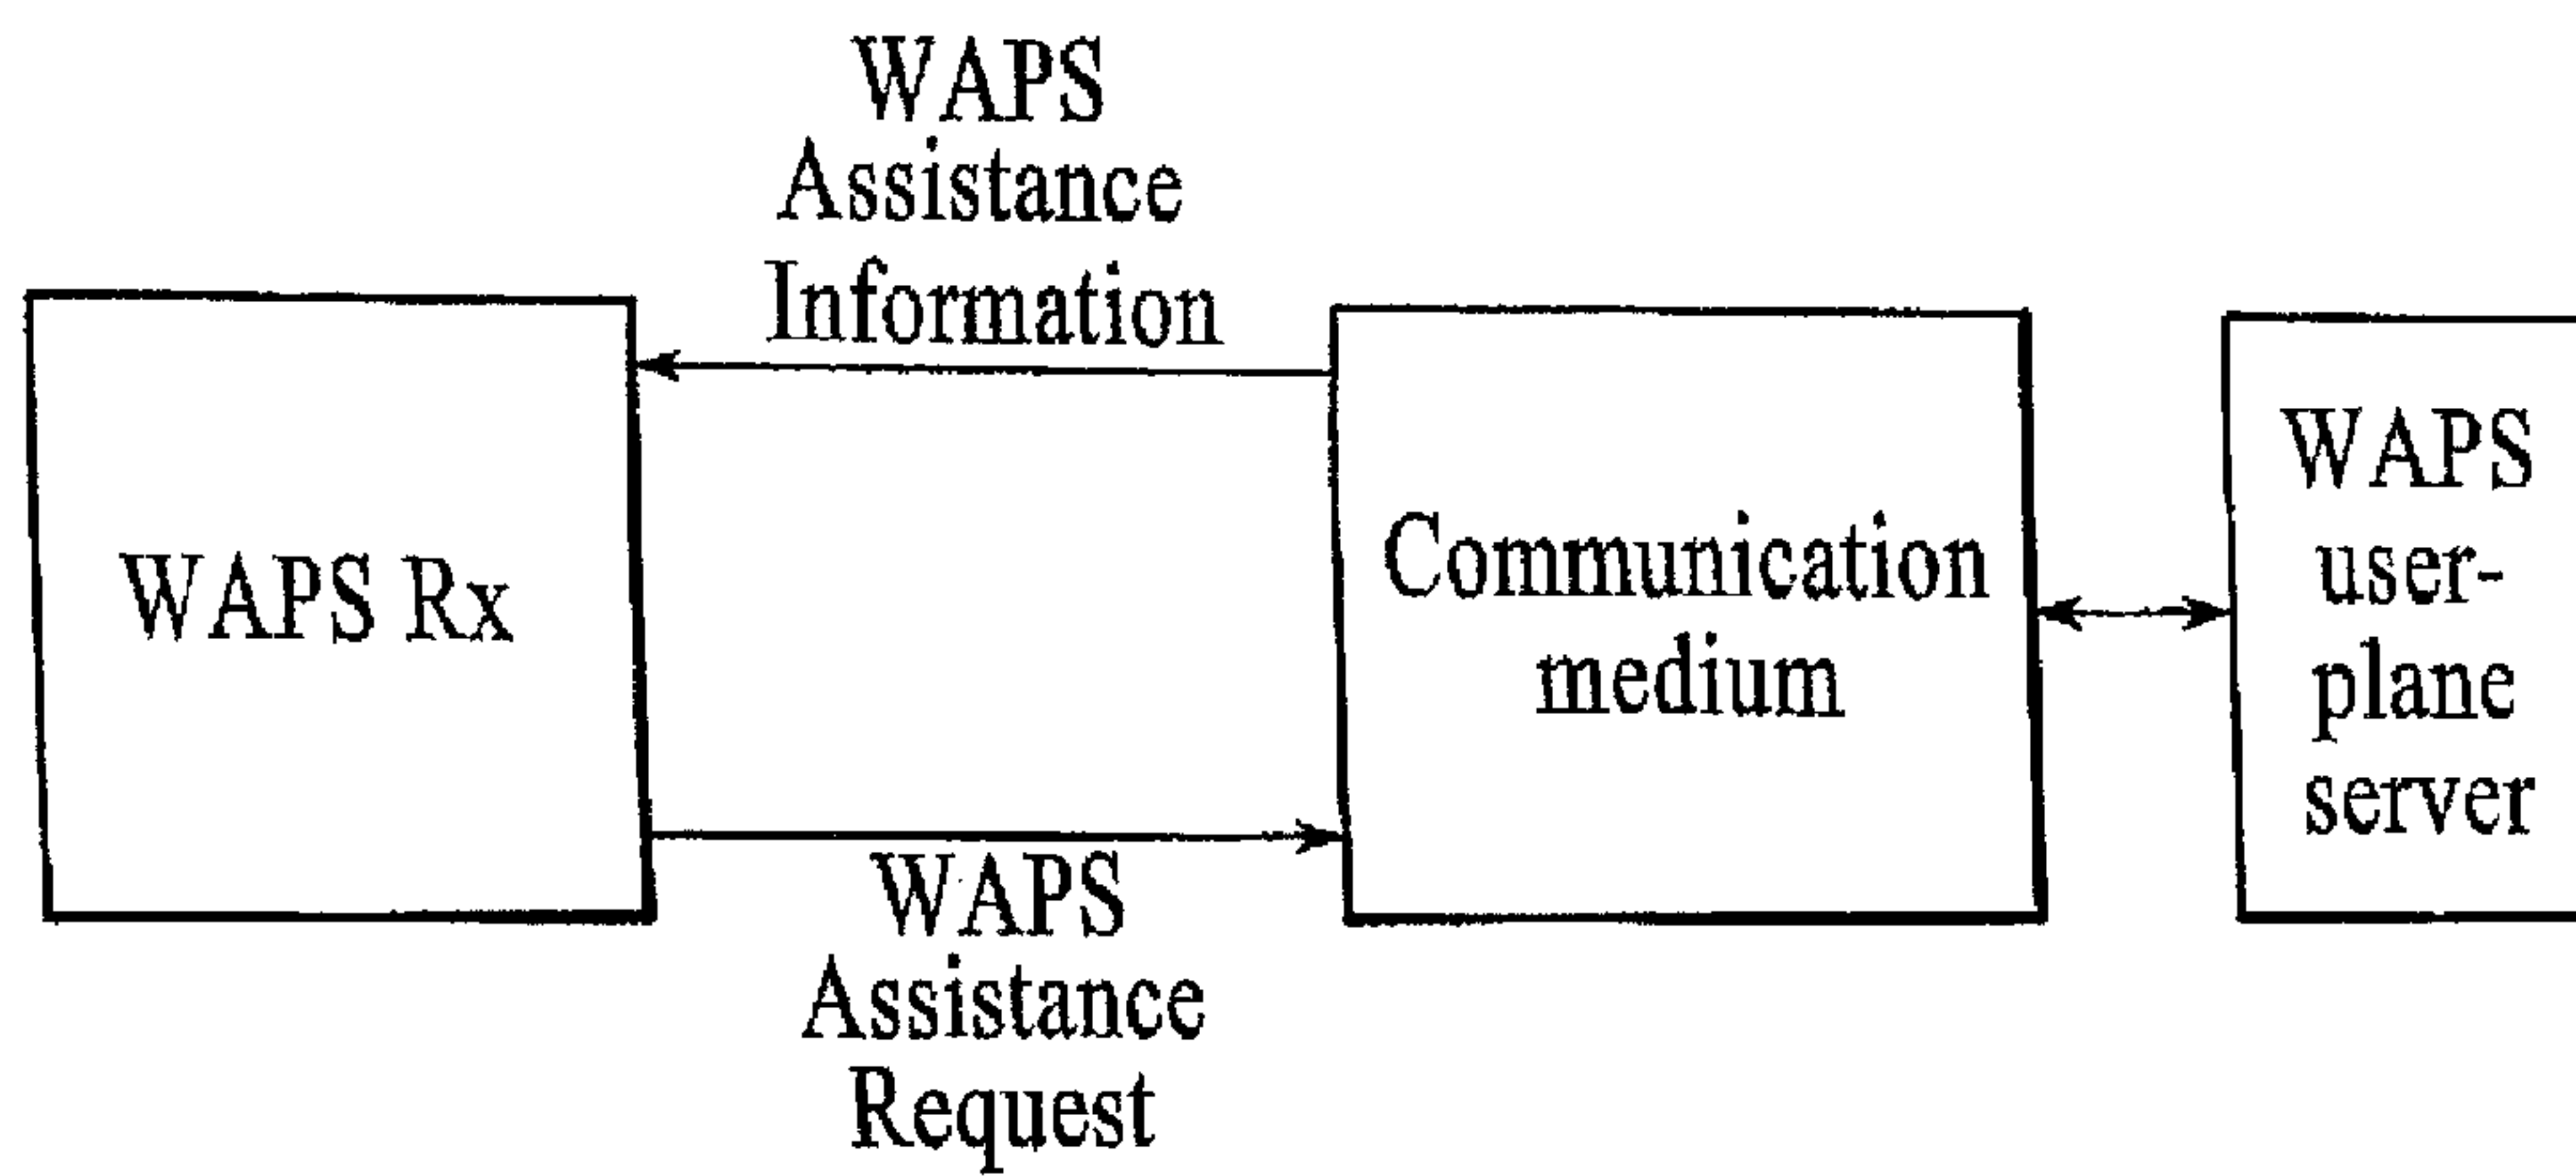 WAPS
Assistance
Information
WAPS Rx
Communication
medium
WAPS
user-
plane
server
WAPS
Assistance
Request